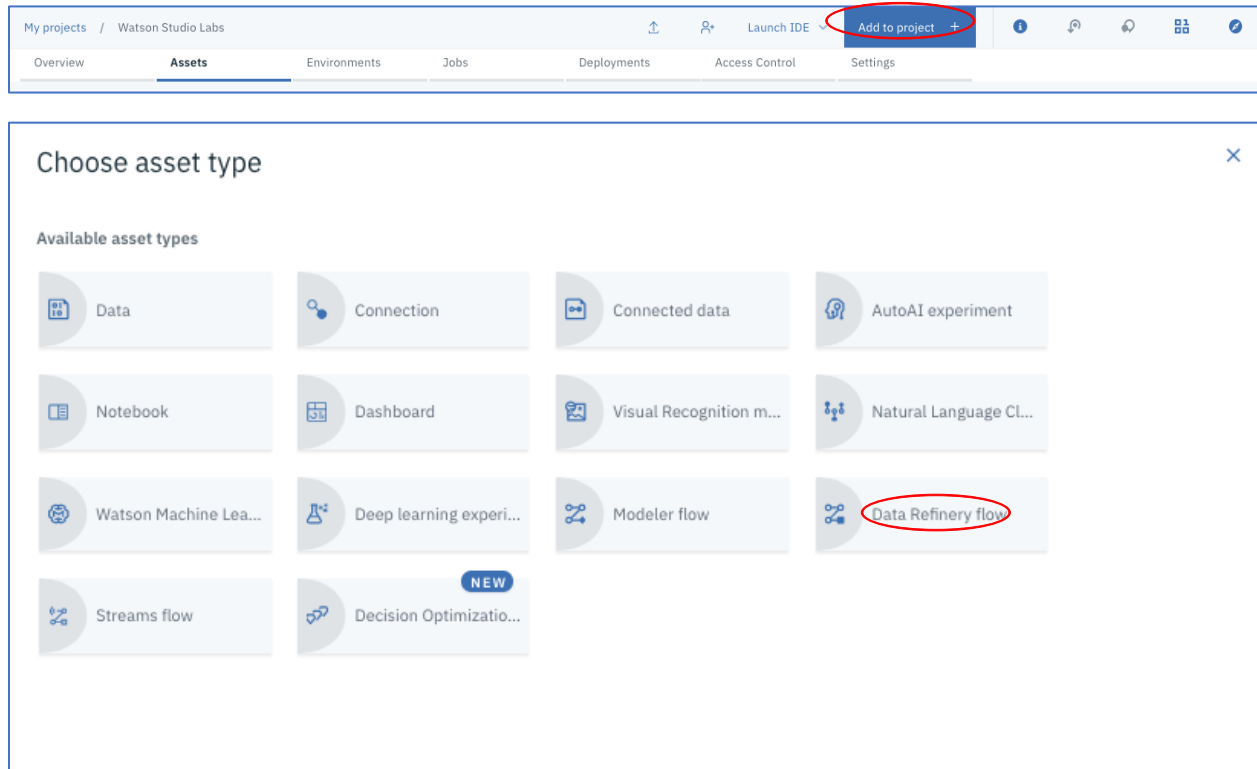 My projects / Watson Studio Labs Launch IDE Add to project +
Overview Assets Environments Jobs Deployments Access Control Settings
Choose asset type
Available asset types
Data Connection Connected data AutoAI experiment
Notebook Dashboard Visual Recognition m... Natural Language Cl...
Watson Machine Lea... Deep learning experi... Modeler flow Data Refinery flow
NEW
Streams flow Decision Optimizatio...